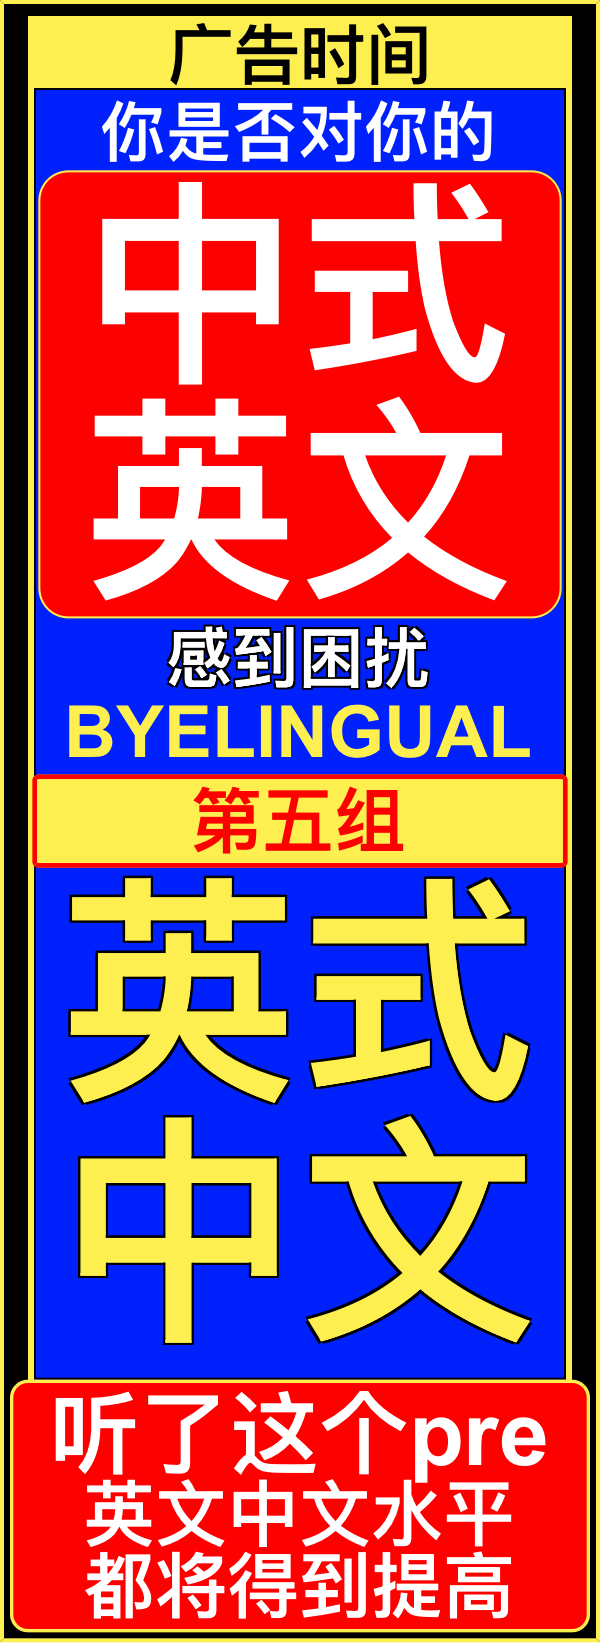 广告时间
你是否对你的
中式
英文
感到困扰
BYELINGUAL
第五组
英式
中文
听了这个pre
英文中文水平
都将得到提高